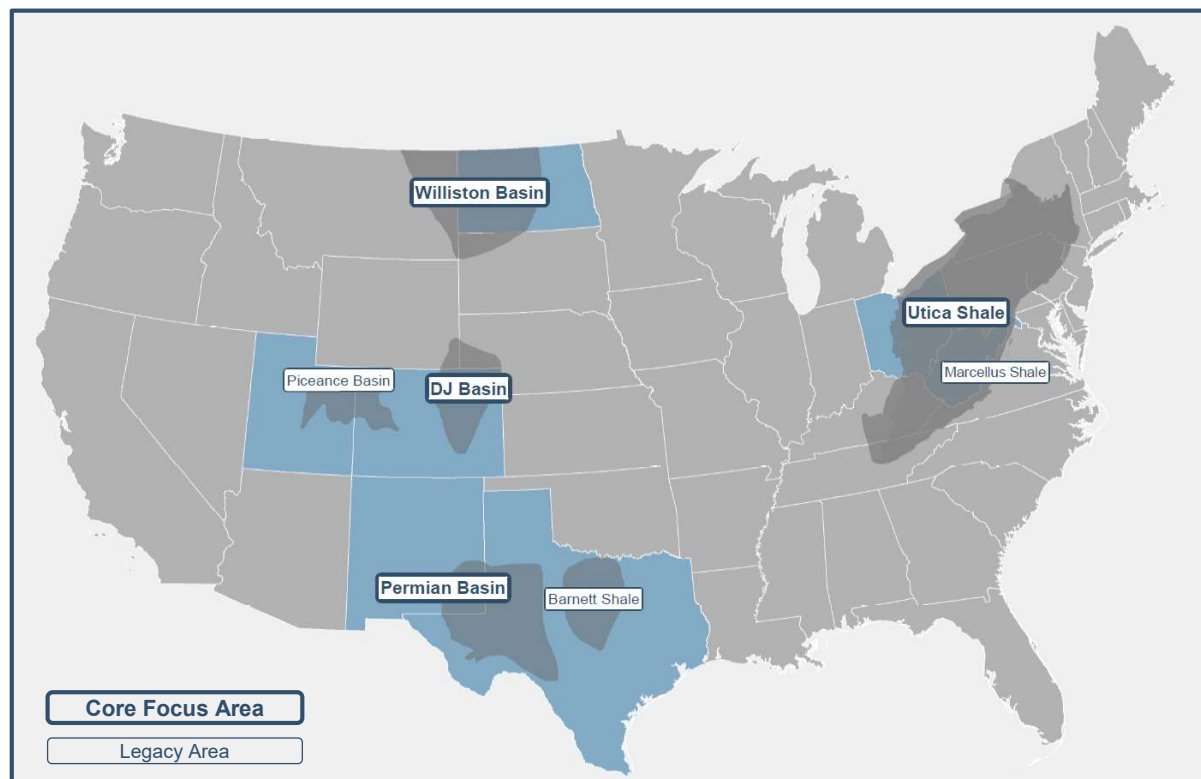 Williston Basin
Utica Shale
Marcellus Shale
Piceance Basin
DJ Basin
Permian Basin
Barnett Shale
Core Focus Area
Legacy Area